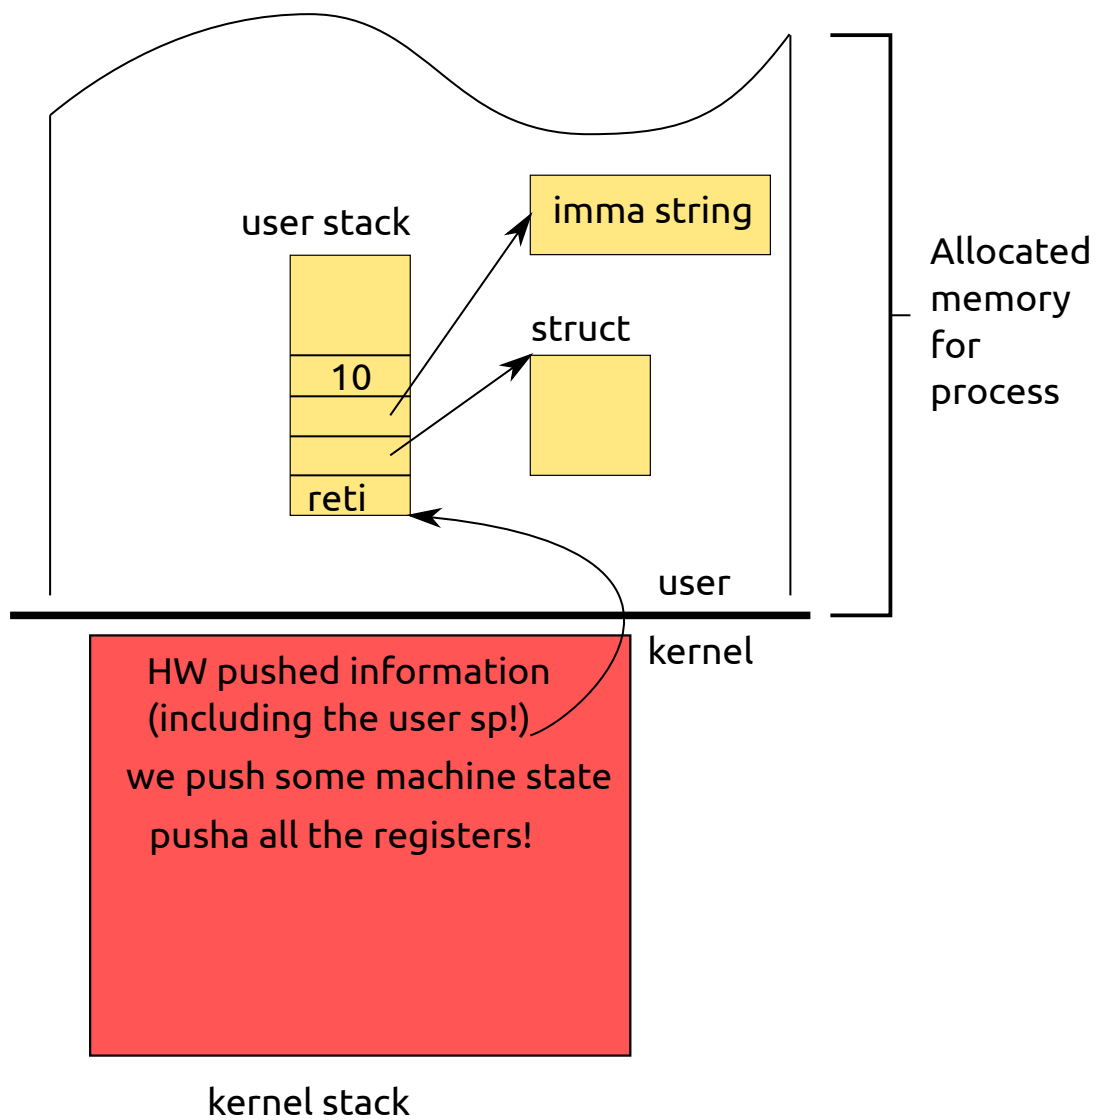 imma string
user stack
Allocated
memory
for
process
struct
10
reti
user
kernel
HW pushed information
(including the user sp!)
we push some machine state
pusha all the registers!
kernel stack